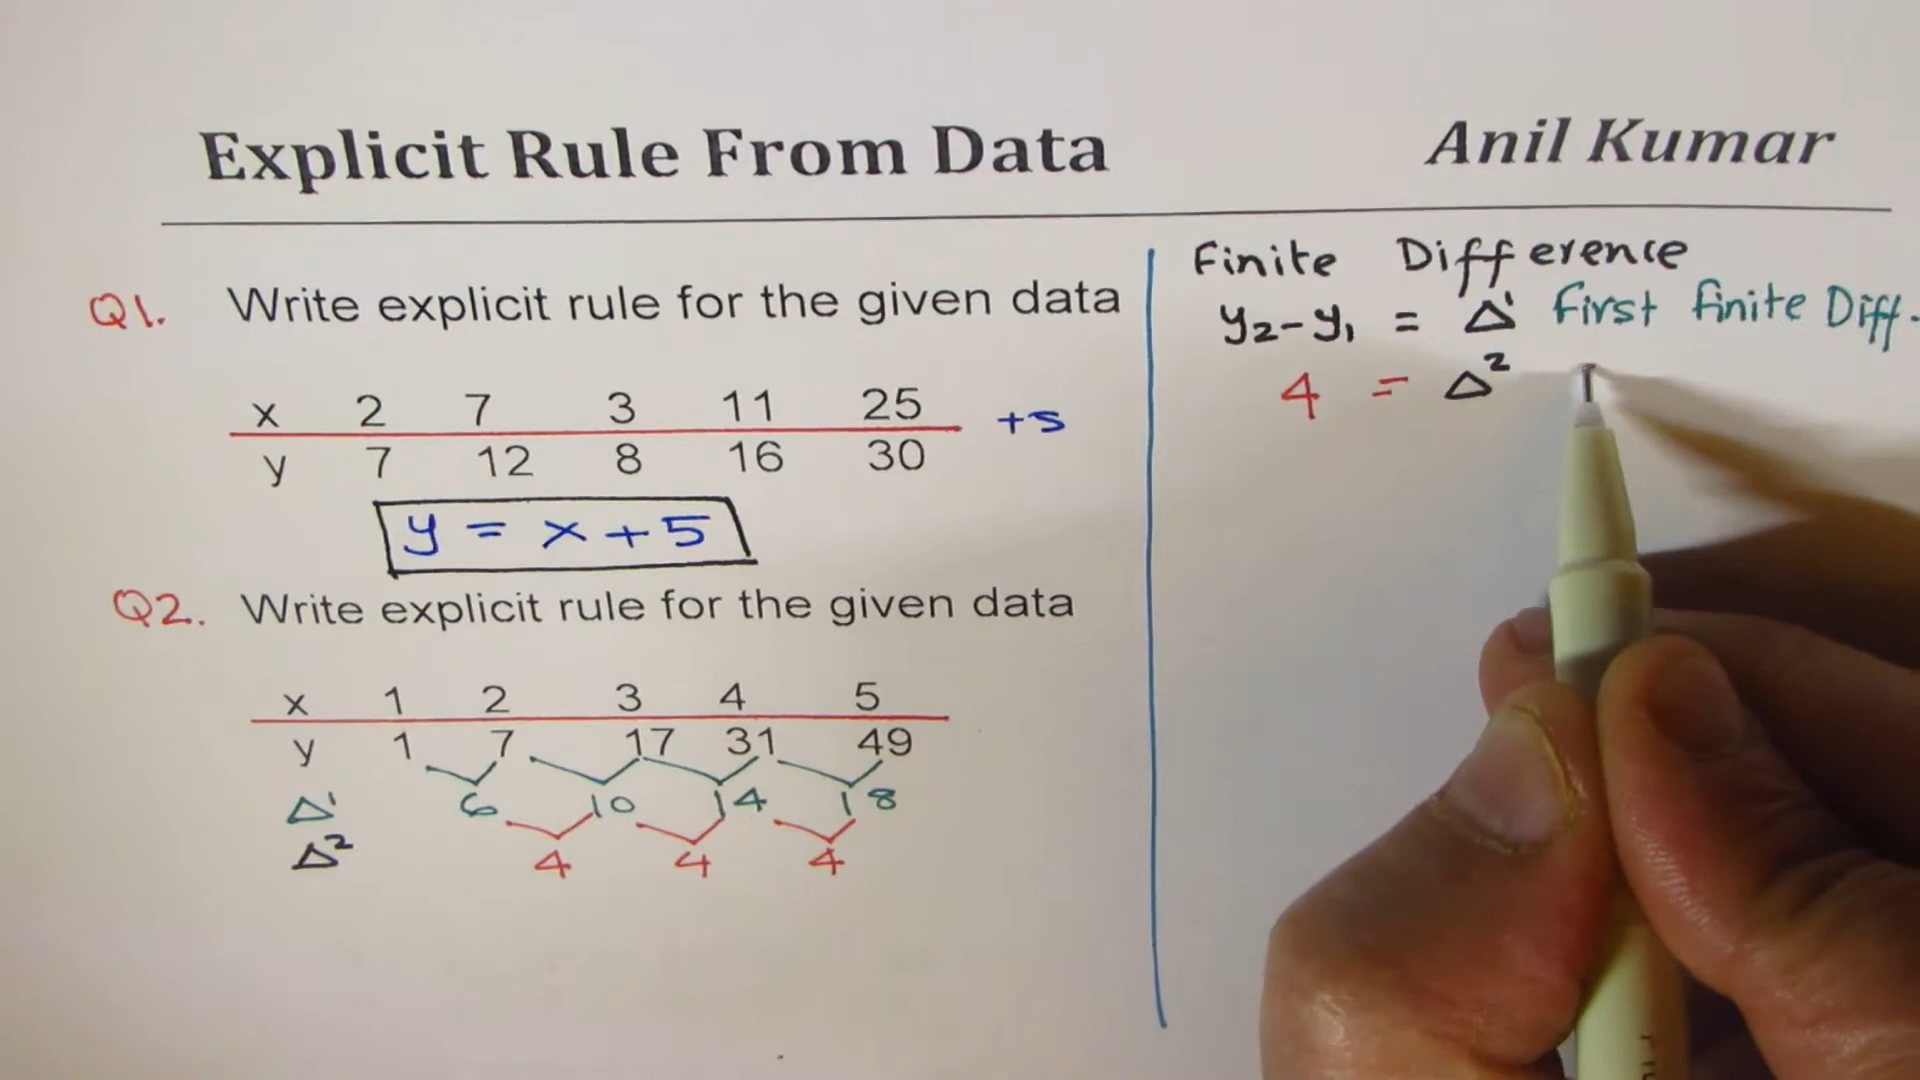 Explicit Rule From Data
Anil Kumar
Q1. Write explicit rule for the given data
x 2 7 3 11 25
y 7 12 8 16 30
+5
y = x + 5
Q2. Write explicit rule for the given data
x 1 2 3 4 5
y 1 7 17 31 49
Δ¹ 6 10 14 18
Δ² 4 4 4
Finite Difference
y₂-y₁ = Δ¹ First finite Diff.
4 = Δ²